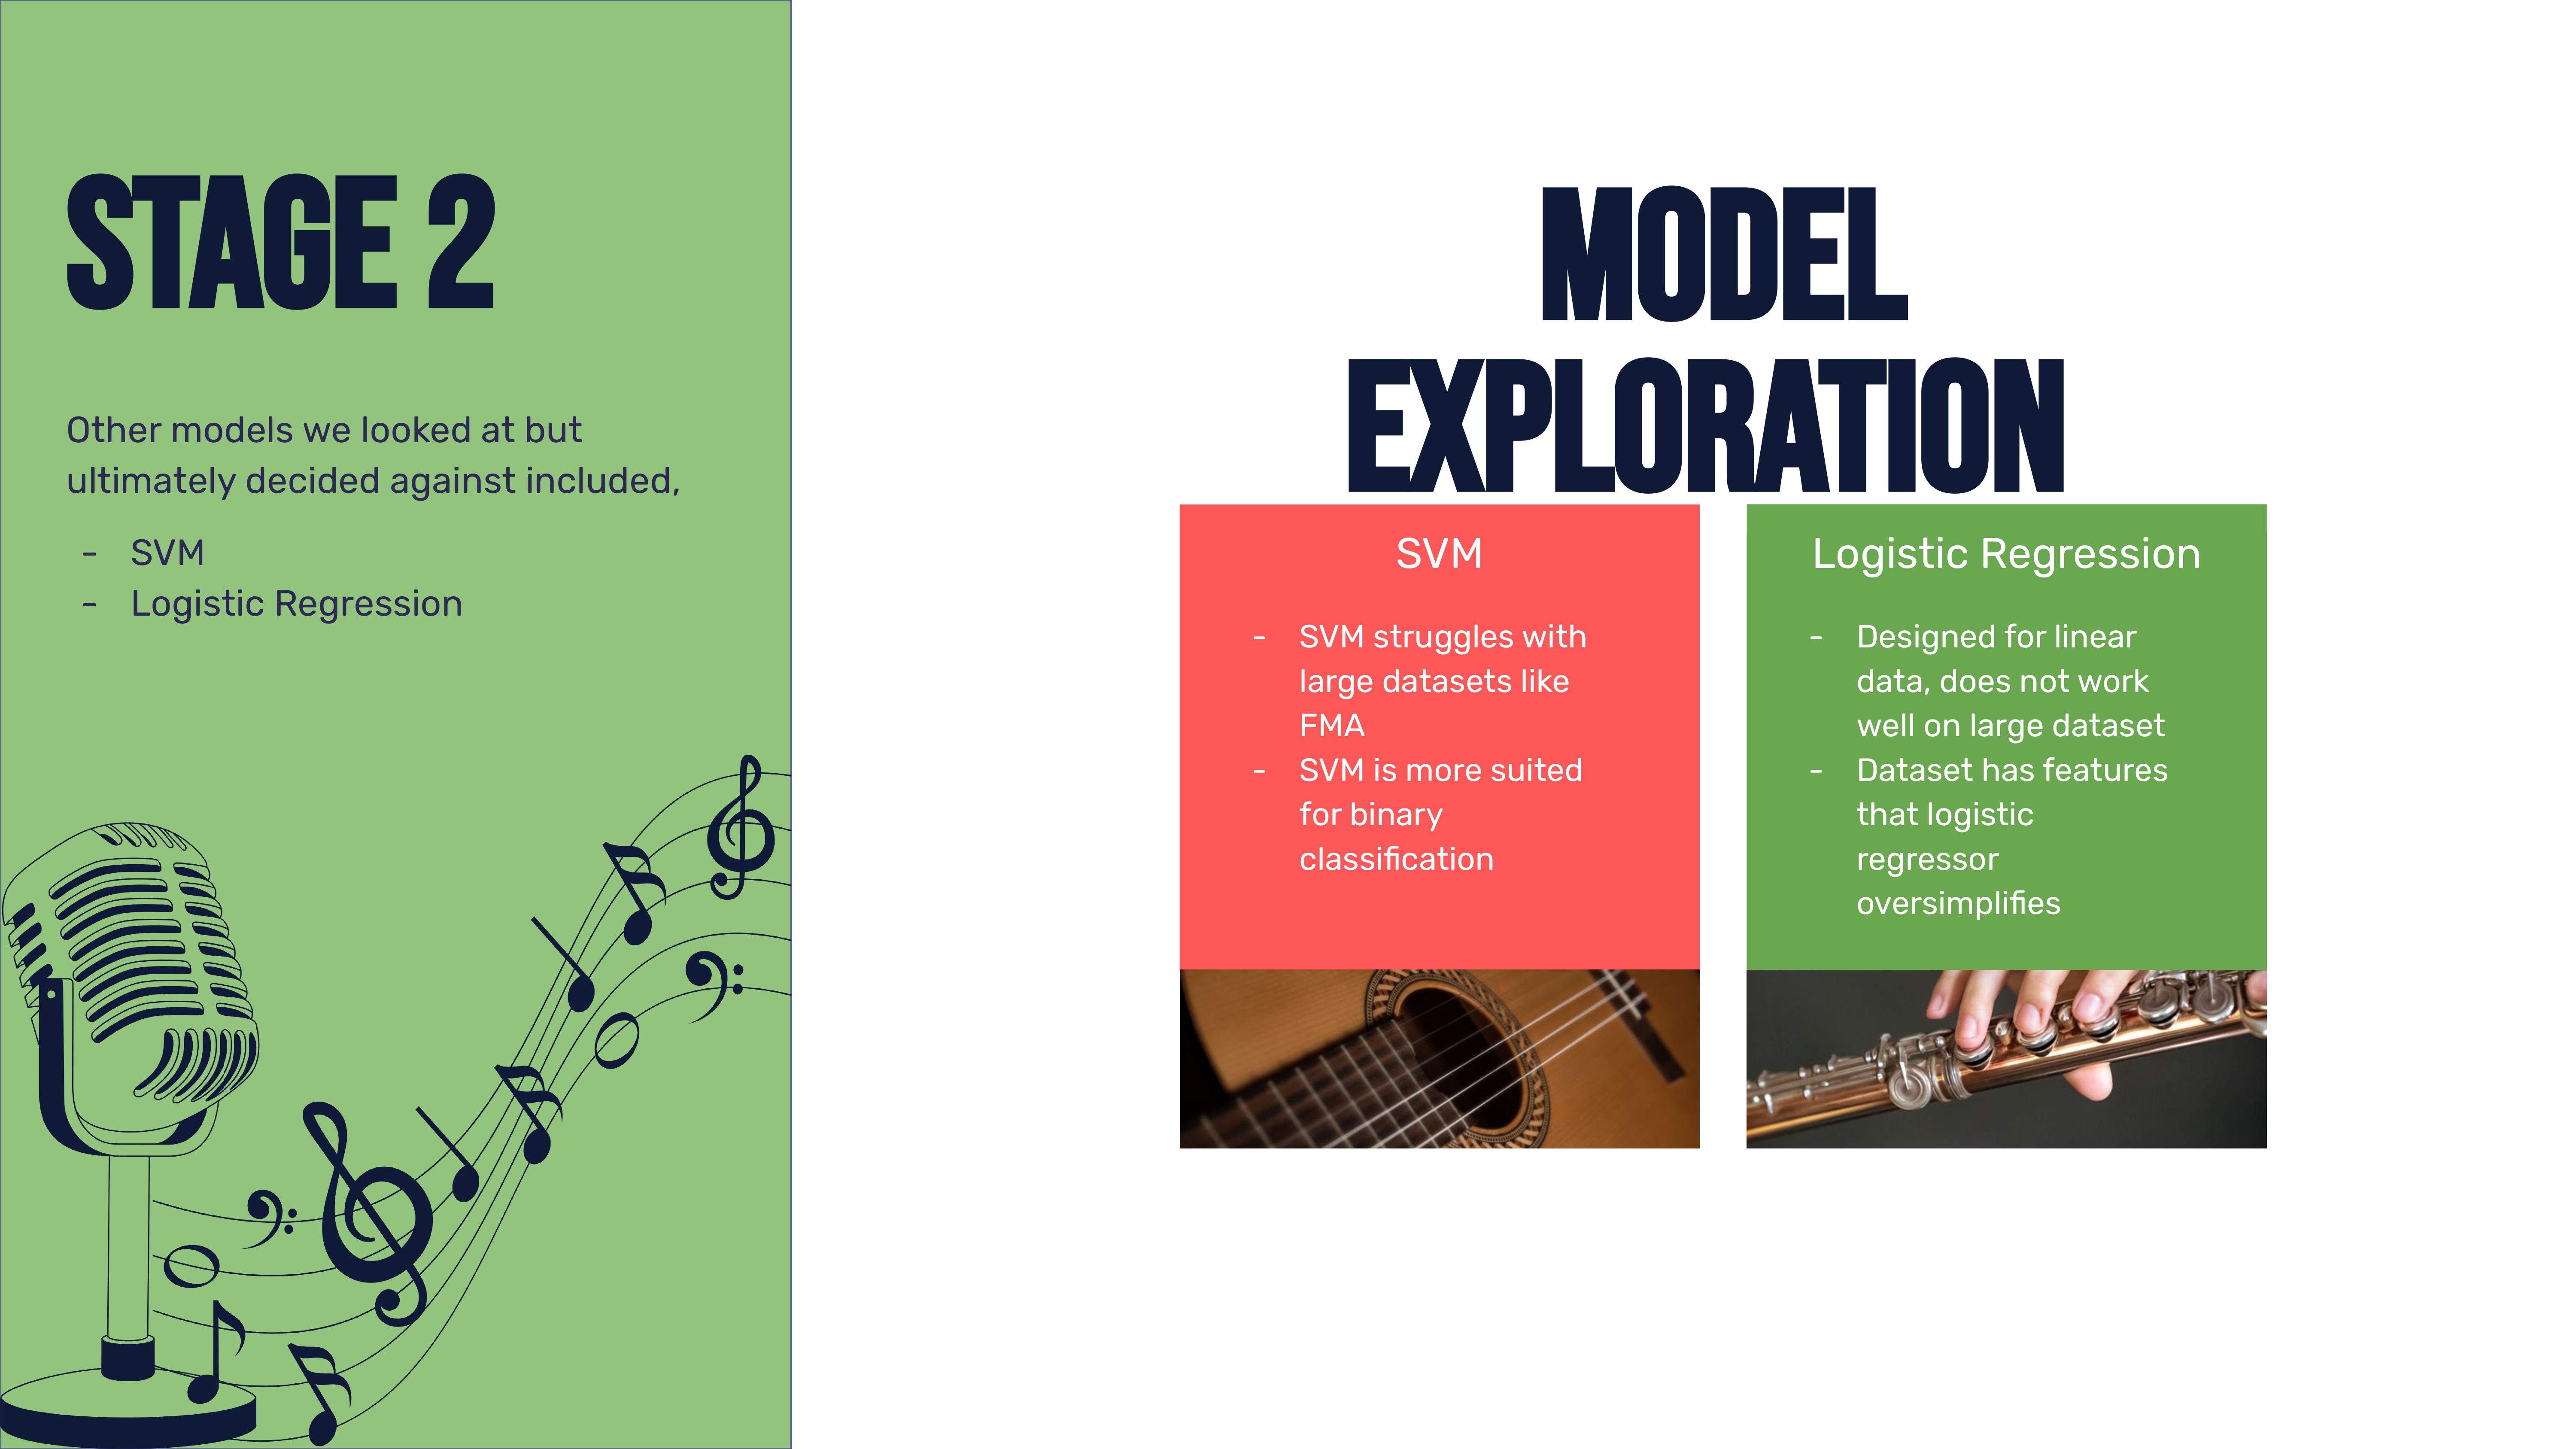 STAGE 2
Other models we looked at but
ultimately decided against included,
- SVM
- Logistic Regression
MODEL
EXPLORATION
SVM
- SVM struggles with
large datasets like
FMA
- SVM is more suited
for binary
classification
Logistic Regression
- Designed for linear
data, does not work
well on large dataset
- Dataset has features
that logistic
regressor
oversimplifies